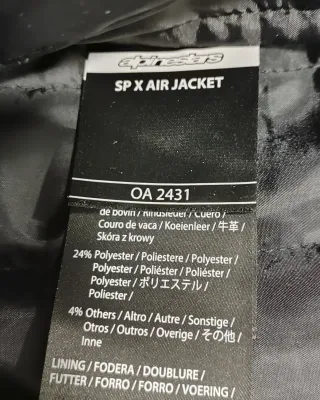 alpinestars
SP X AIR JACKET
OA 2431
de bovin / Rindsleder / Cuero /
Couro de vaca / Koeienleer / 牛革 /
Skóra z krowy
24% Polyester / Poliestere / Polyester /
Polyester / Poliéster / Poliéster /
Polyester / ポリエステル /
Poliester /
4% Others / Altro / Autre / Sonstige /
Otros / Outros / Overige / その他 /
Inne
LINING / FODERA / DOUBLURE /
FUTTER / FORRO / FORRO / VOERING /